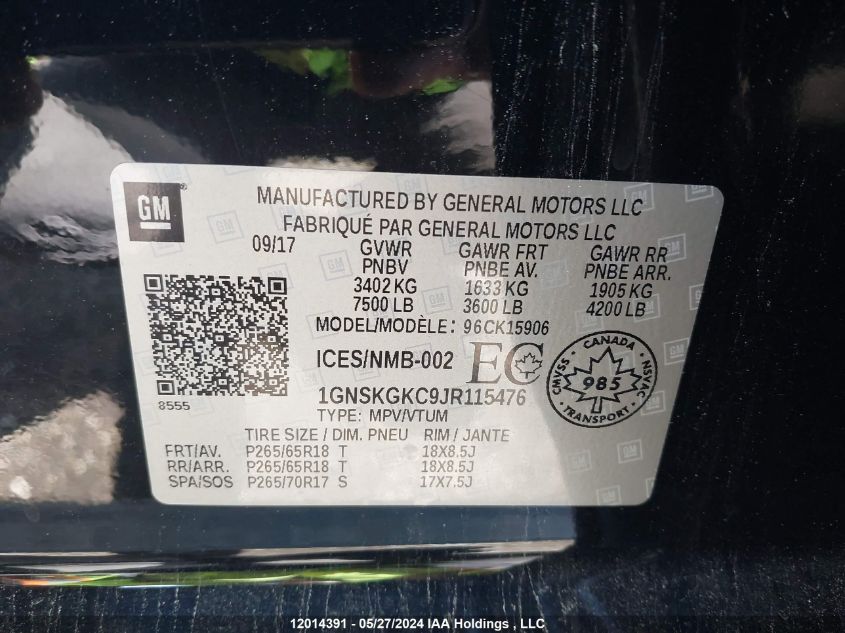 GM
MANUFACTURED BY GENERAL MOTORS LLC
FABRIQUÉ PAR GENERAL MOTORS LLC
09/17 GVWR GAWR FRT GAWR RR
PNBV PNBE AV. PNBE ARR.
3402 KG 1633 KG 1905 KG
7500 LB 3600 LB 4200 LB
MODEL/MODÈLE: 96CK15906
ICES/NMB-002 EC
CMVSS CANADA NSVAC
985
TRANSPORT
8555
1GNSKGKC9JR115476
TYPE: MPV/VTUM
TIRE SIZE / DIM. PNEU RIM / JANTE
FRT/AV. P265/65R18 T 18X8.5J
RR/ARR. P265/65R18 T 18X8.5J
SPA/SOS P265/70R17 S 17X7.5J
12014391 - 05/27/2024 IAA Holdings , LLC